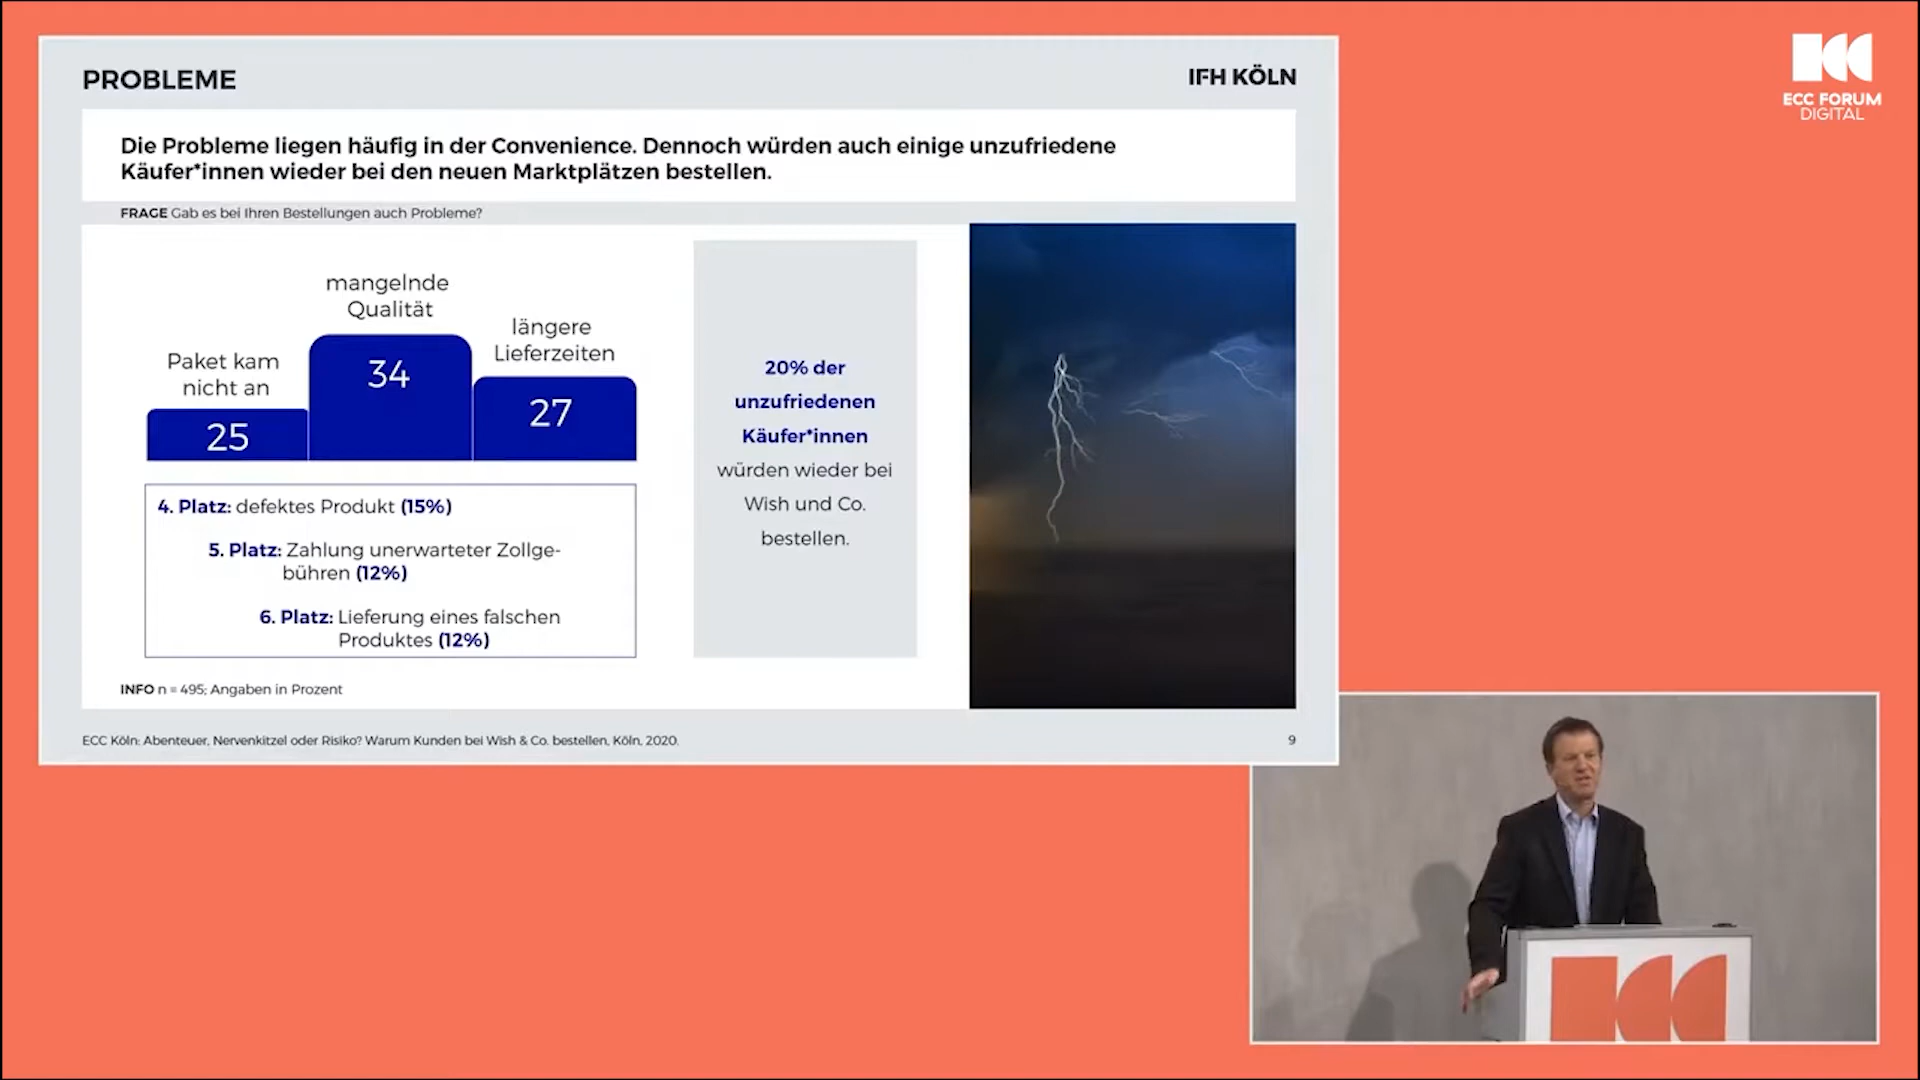 PROBLEME
IFH KÖLN
Die Probleme liegen häufig in der Convenience. Dennoch würden auch einige unzufriedene
Käufer*innen wieder bei den neuen Marktplätzen bestellen.
FRAGE Gab es bei Ihren Bestellungen auch Probleme?
Paket kam
nicht an
25
mangelnde
Qualität
34
längere
Lieferzeiten
27
4. Platz: defektes Produkt (15%)
5. Platz: Zahlung unerwarteter Zollge-
bühren (12%)
6. Platz: Lieferung eines falschen
Produktes (12%)
20% der
unzufriedenen
Käufer*innen
würden wieder bei
Wish und Co.
bestellen.
INFO n = 495; Angaben in Prozent
ECC Köln: Abenteuer, Nervenkitzel oder Risiko? Warum Kunden bei Wish & Co. bestellen, Köln, 2020.
9
ECC FORUM
DIGITAL